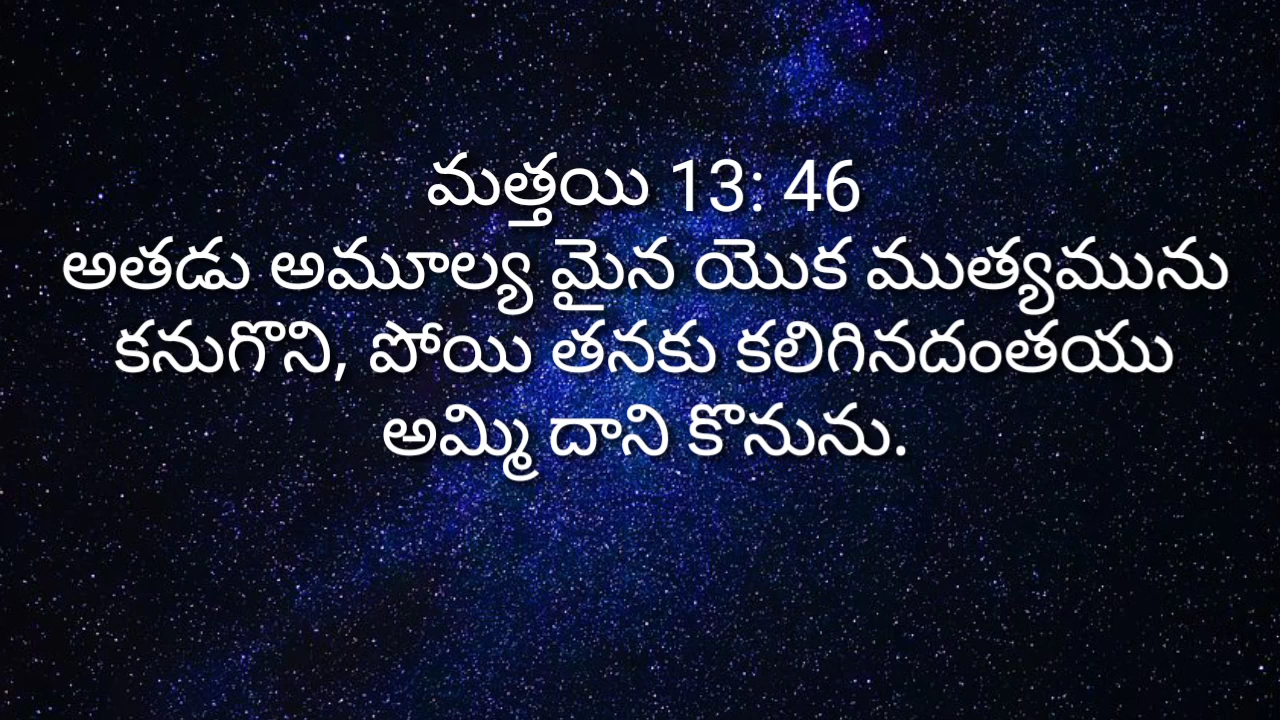 మత్తయి 13: 46
అతడు అమూల్య మైన యొక ముత్యమును
కనుగొని, పోయి తనకు కలిగినదంతయు
అమ్మి దాని కొనును.